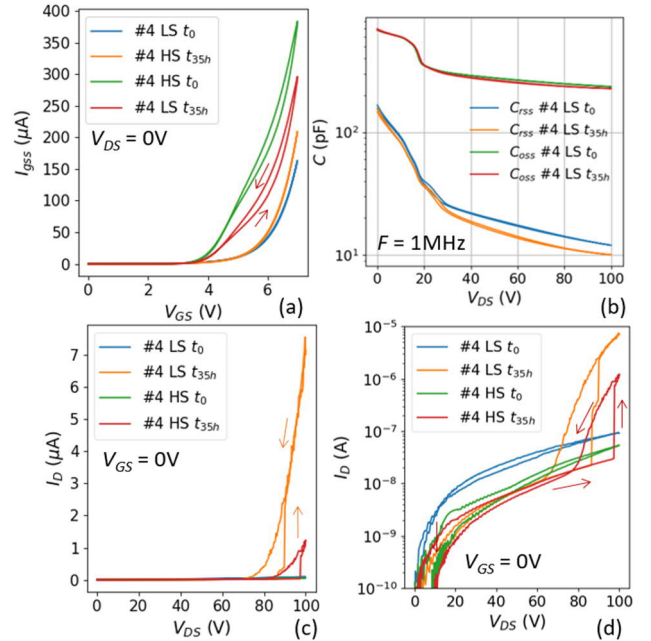 #4 LS t0
#4 HS t35h
#4 HS t0
#4 LS t35h
VDS = 0V
Igss (µA)
400
350
300
250
200
150
100
50
0
0 2 4 6
VGS (V)
(a)
C (pF)
10²
10¹
Crss #4 LS t0
Crss #4 LS t35h
Coss #4 LS t0
Coss #4 LS t35h
F = 1MHz
0 20 40 60 80 100
VDS (V)
(b)
#4 LS t0
#4 LS t35h
#4 HS t0
#4 HS t35h
VGS = 0V
ID (µA)
7
6
5
4
3
2
1
0
0 20 40 60 80 100
VDS (V)
(c)
#4 LS t0
#4 LS t35h
#4 HS t0
#4 HS t35h
ID (A)
10⁻⁵
10⁻⁶
10⁻⁷
10⁻⁸
10⁻⁹
10⁻¹⁰
VGS = 0V
0 20 40 60 80 100
VDS (V)
(d)